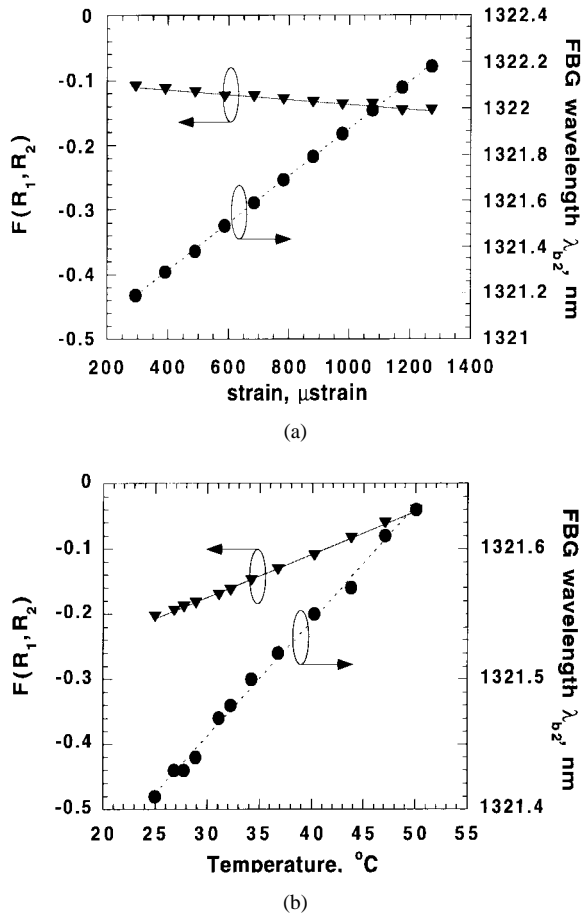 0
-0.1
-0.2
-0.3
-0.4
-0.5
F(R1, R2)
1322.4
1322.2
1322
1321.8
1321.6
1321.4
1321.2
1321
FBG wavelength λb2, nm
200 400 600 800 1000 1200 1400
strain, μstrain
(a)
0
-0.1
-0.2
-0.3
-0.4
-0.5
F(R1, R2)
1321.6
1321.5
1321.4
FBG wavelength λb2, nm
20 25 30 35 40 45 50 55
Temperature, °C
(b)